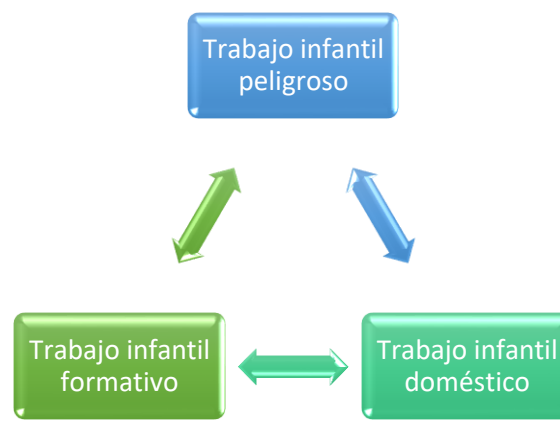 Trabajo infantil
peligroso
Trabajo infantil
formativo
Trabajo infantil
doméstico